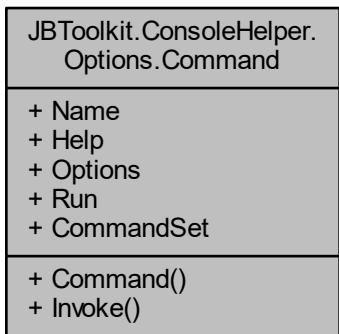 JBToolkit.ConsoleHelper.
Options.Command
+ Name
+ Help
+ Options
+ Run
+ CommandSet
+ Command()
+ Invoke()